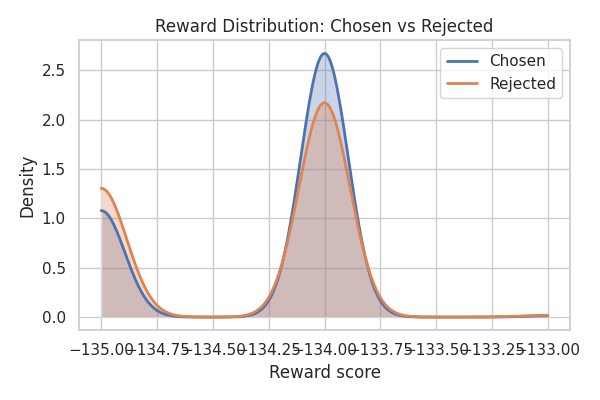 Reward Distribution: Chosen vs Rejected
Chosen
Rejected
2.5
2.0
1.5
1.0
0.5
0.0
Density
−135.00 −134.75 −134.50 −134.25 −134.00 −133.75 −133.50 −133.25 −133.00
Reward score